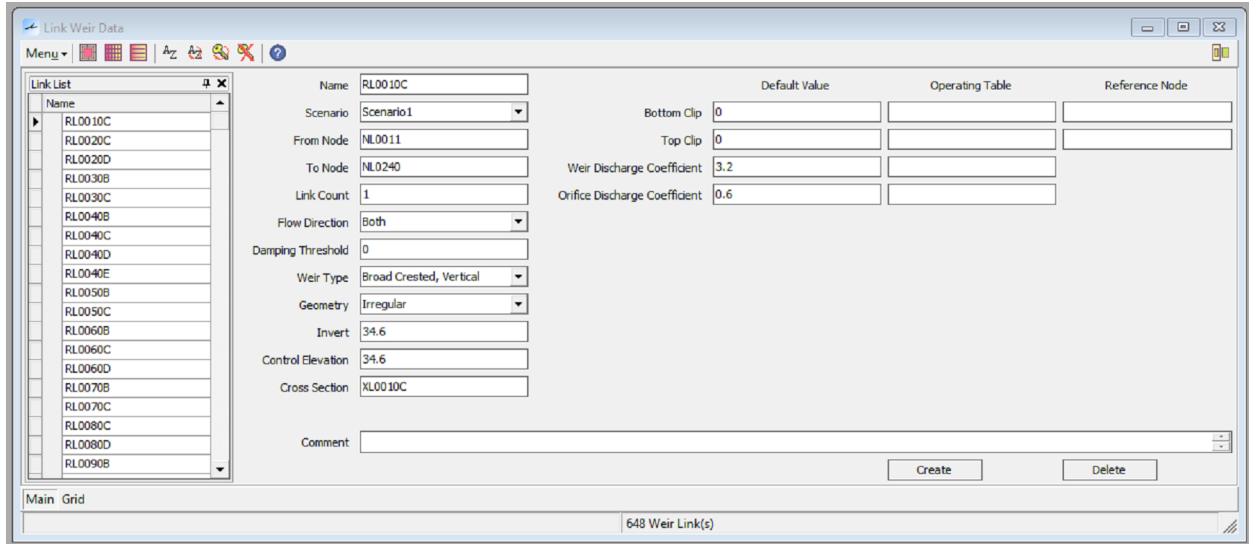 Link Weir Data
Menu
Link List
Name
RL0010C
RL0020C
RL0020D
RL0030B
RL0030C
RL0040B
RL0040C
RL0040D
RL0040E
RL0050B
RL0050C
RL0060B
RL0060C
RL0060D
RL0070B
RL0070C
RL0080C
RL0080D
RL0090B
Name RL0010C
Scenario Scenario1
From Node NL0011
To Node NL0240
Link Count 1
Flow Direction Both
Damping Threshold 0
Weir Type Broad Crested, Vertical
Geometry Irregular
Invert 34.6
Control Elevation 34.6
Cross Section XL0010C
Default Value Operating Table Reference Node
Bottom Clip 0
Top Clip 0
Weir Discharge Coefficient 3.2
Orifice Discharge Coefficient 0.6
Comment
Create Delete
Main Grid
648 Weir Link(s)